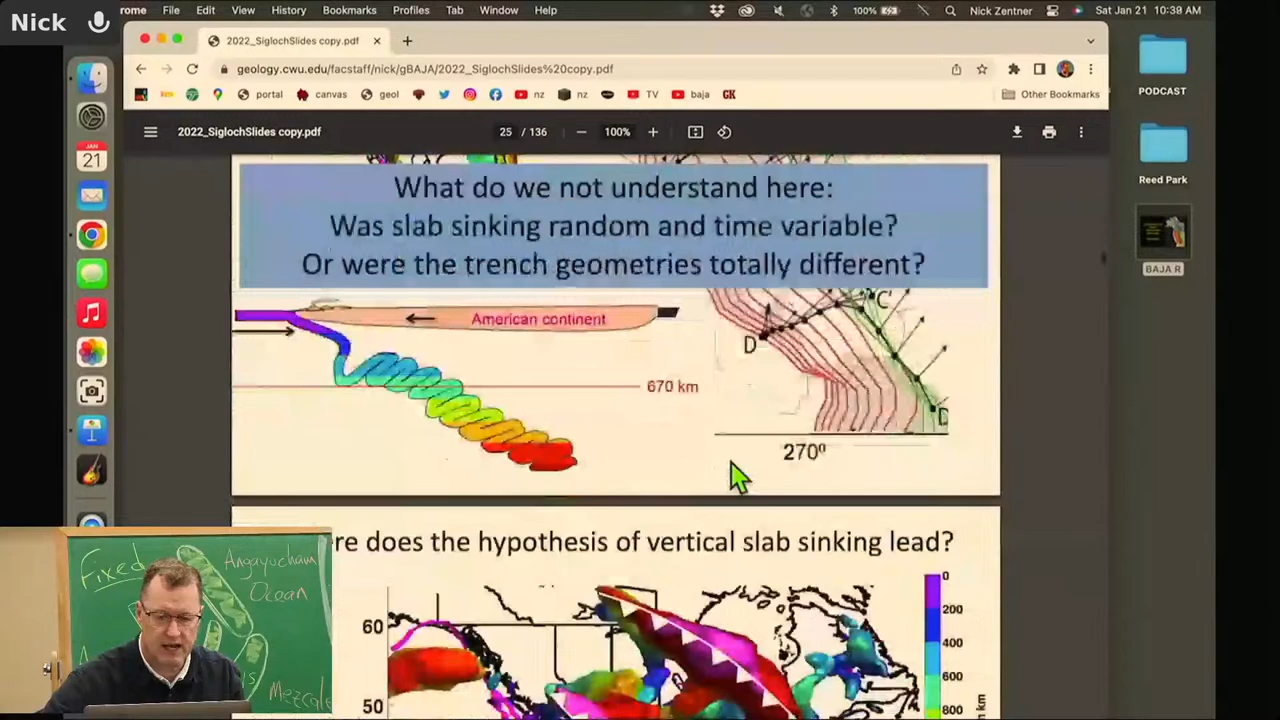 Nick
rome File Edit View History Bookmarks Profiles Tab Window Help 100% Nick Zentner Sat Jan 21 10:39 AM
2022_SiglochSlides copy.pdf
geology.cwu.edu/facstaff/nick/gBAJA/2022_SiglochSlides%20copy.pdf
portal canvas geol nz nz TV baja GK Other Bookmarks
PODCAST
2022_SiglochSlides copy.pdf 25 / 136 100%
JAN
21
Reed Park
What do we not understand here:
Was slab sinking random and time variable?
Or were the trench geometries totally different?
BAJA R
American continent
C'
D
670 km
D
270º
re does the hypothesis of vertical slab sinking lead?
Fixed
Angayucham
Ocean
Mezcal
60
50
0
200
400
600
800
km